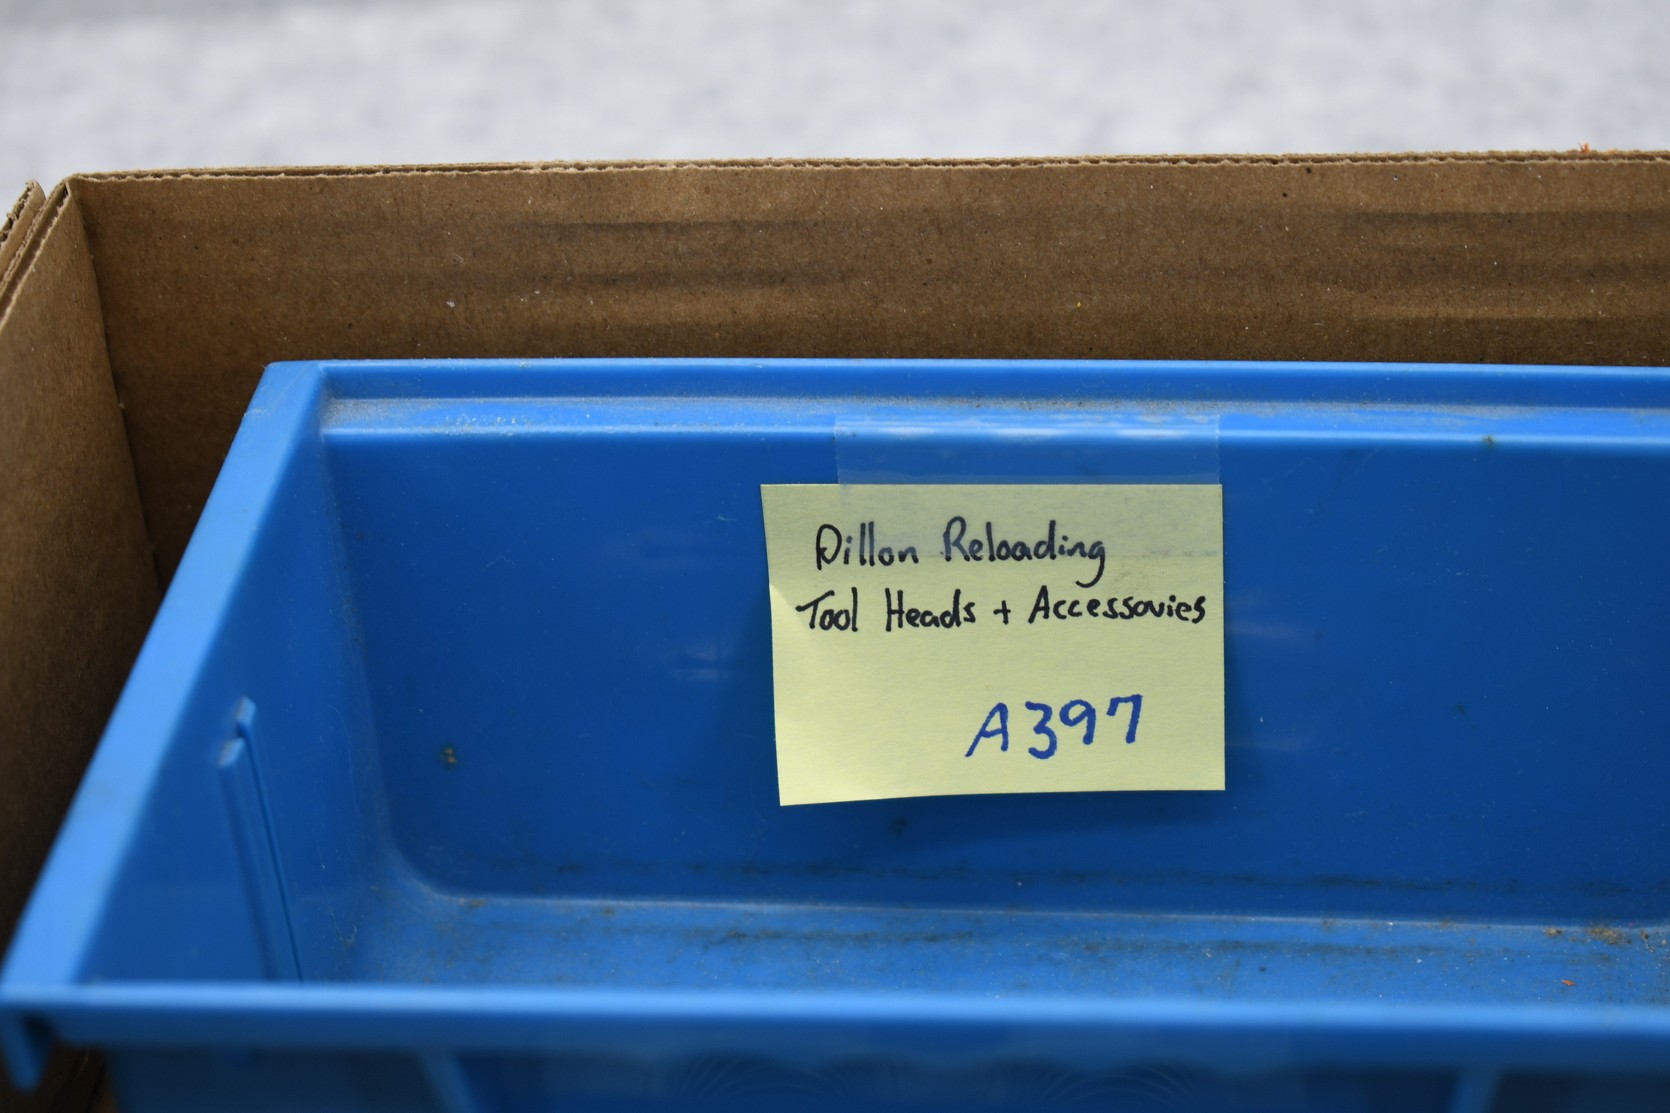 Dillon Reloading
Tool Heads + Accessories
A397